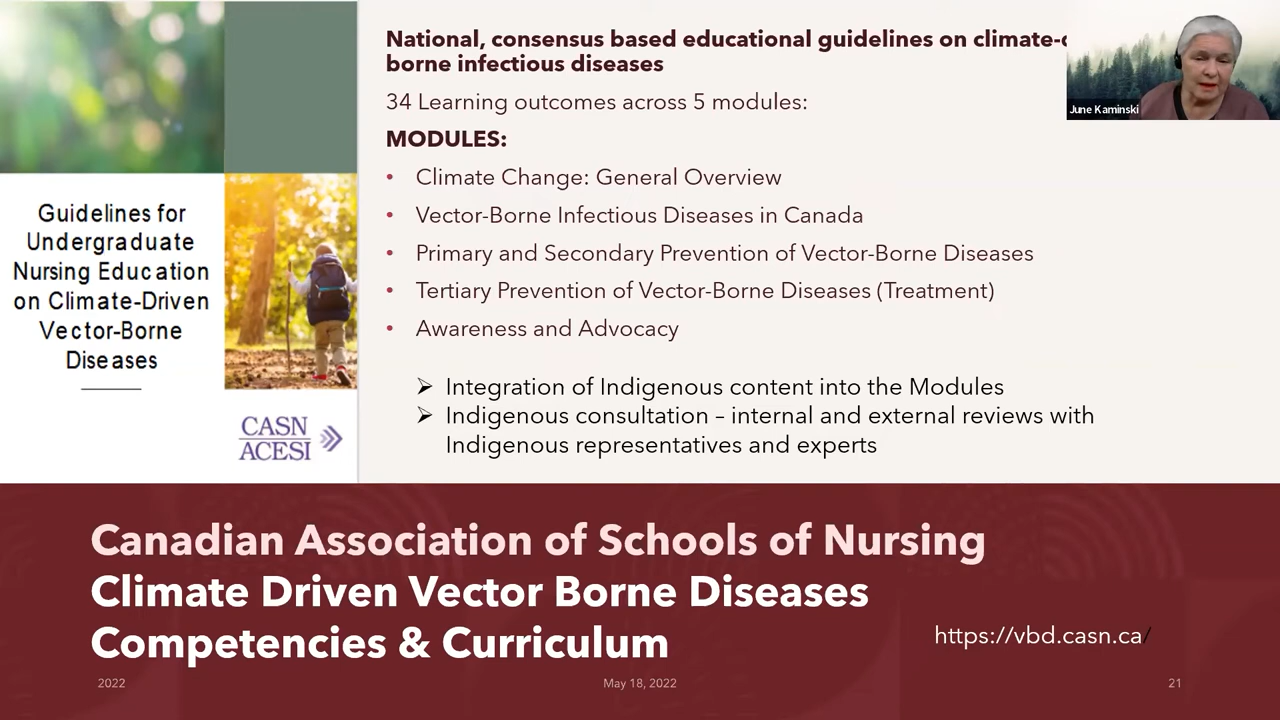 National, consensus based educational guidelines on
borne infectious diseases
34 Learning outcomes across 5 modules:
MODULES:
• Climate Change: General Overview
• Vector-Borne Infectious Diseases in Canada
• Primary and Secondary Prevention of Vector-Borne Diseases
• Tertiary Prevention of Vector-Borne Diseases (Treatment)
• Awareness and Advocacy
➢ Integration of Indigenous content into the Modules
➢ Indigenous consultation – internal and external reviews with
Indigenous representatives and experts
June Kaminski
Guidelines for
Undergraduate
Nursing Education
on Climate-Driven
Vector-Borne
Diseases
CASN
ACESI
Canadian Association of Schools of Nursing
Climate Driven Vector Borne Diseases
Competencies & Curriculum
https://vbd.casn.ca/
2022
May 18, 2022
21